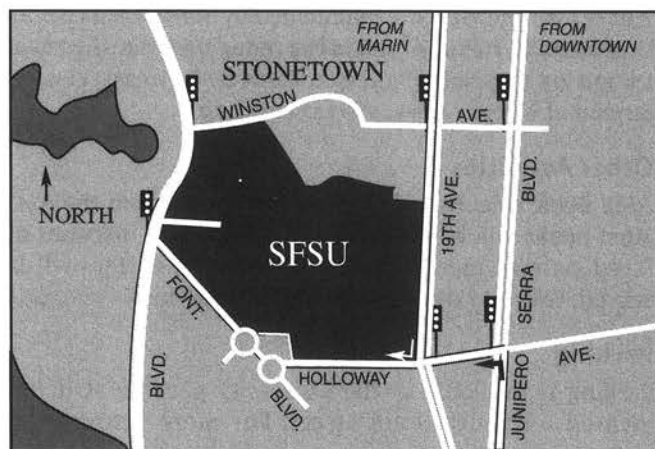 FROM
MARIN
FROM
DOWNTOWN
STONETOWN
WINSTON
AVE.
NORTH
19TH AVE.
BLVD.
SFSU
SERRA
FONT.
BLVD.
HOLLOWAY
AVE.
BLVD.
JUNIPERO